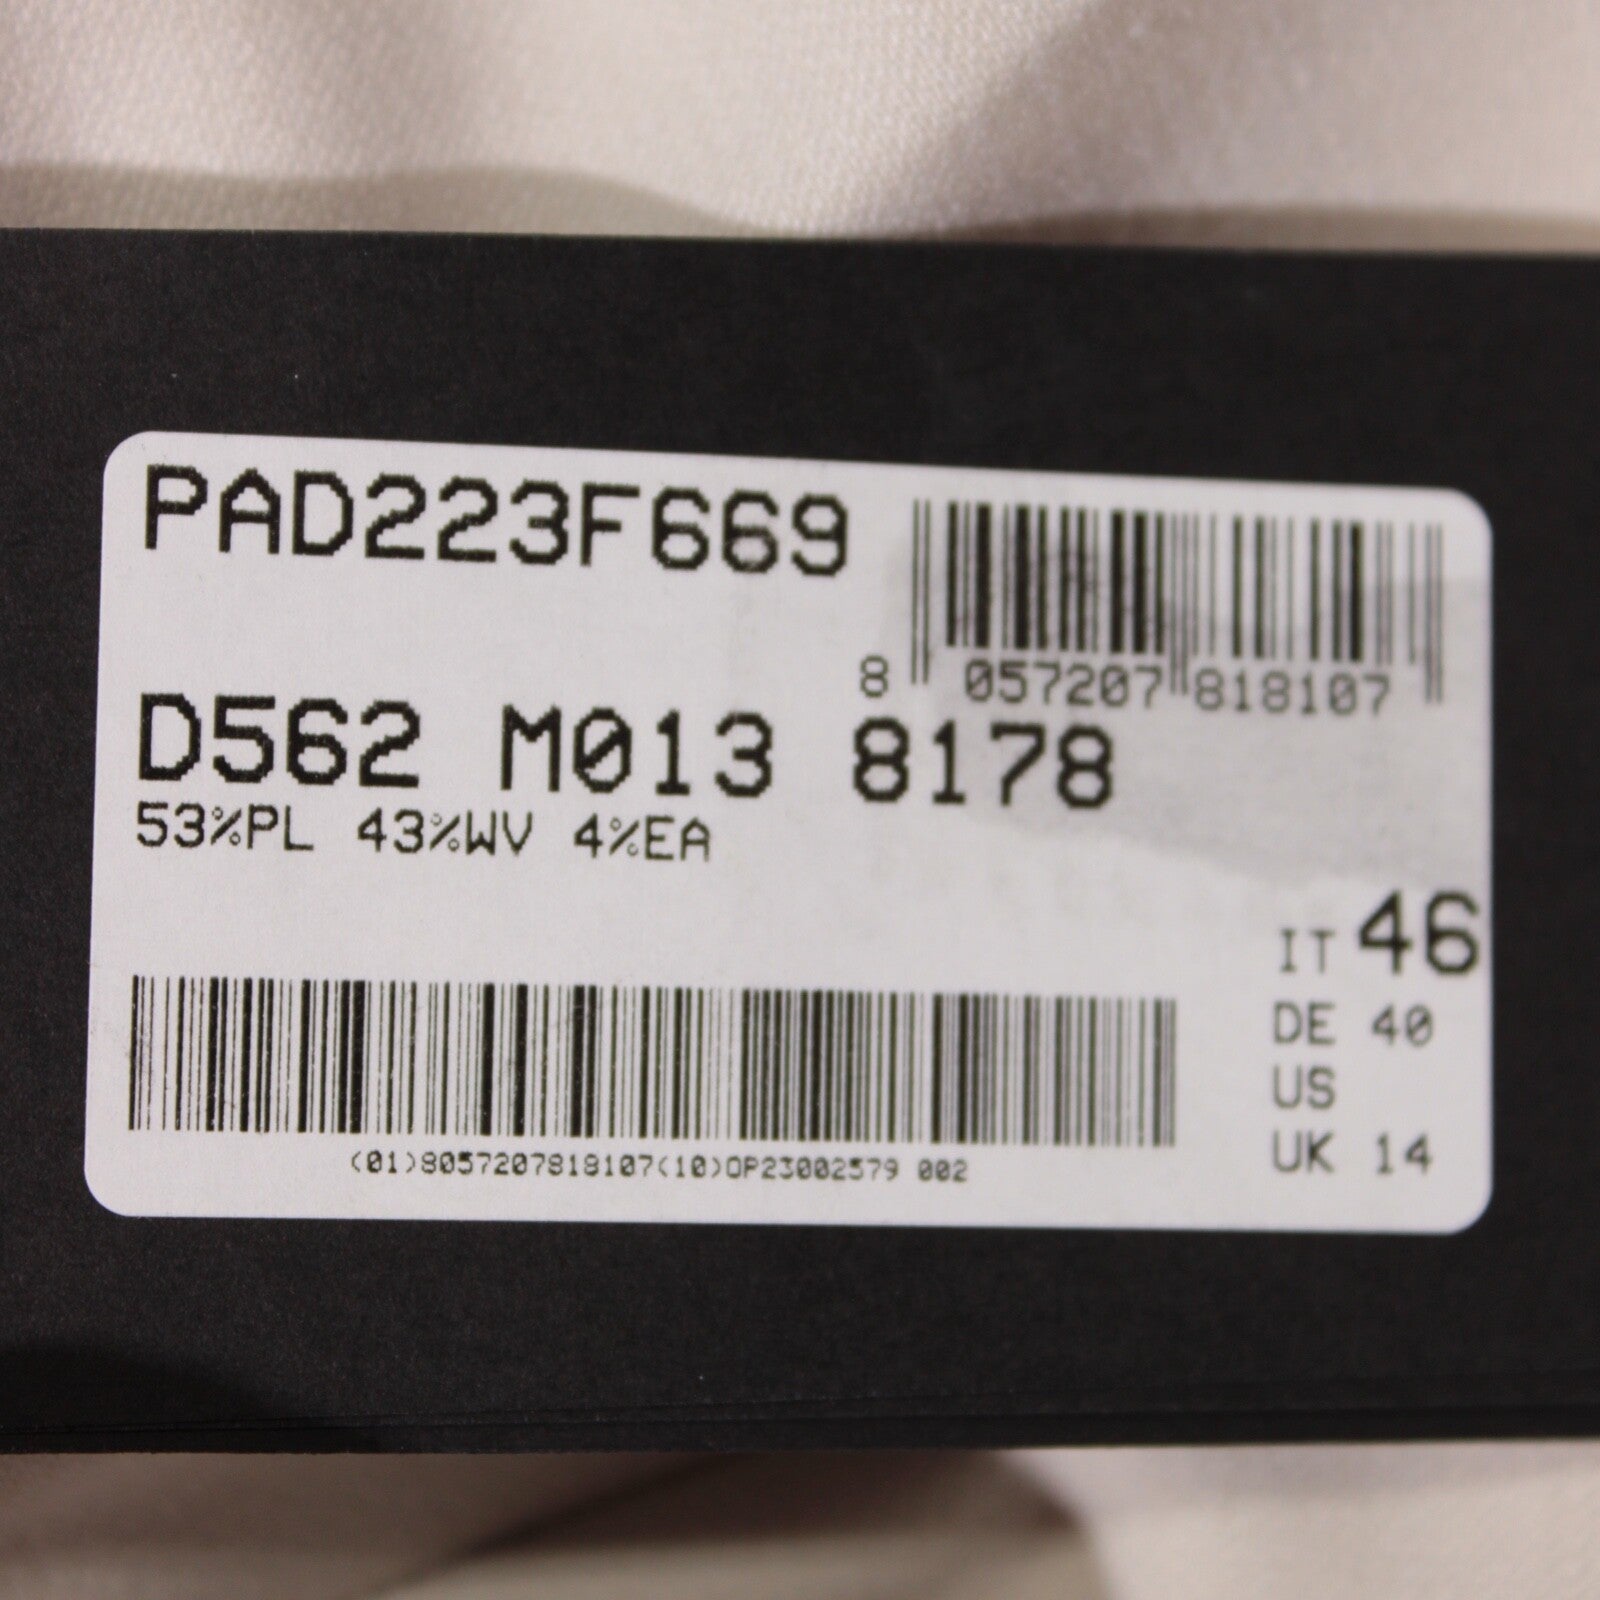 PAD223F669
8 057207 818107
D562 M013 8178
53%PL 43%WV 4%EA
IT 46
DE 40
US
UK 14
(01)8057207818107(10)OP23002579 002